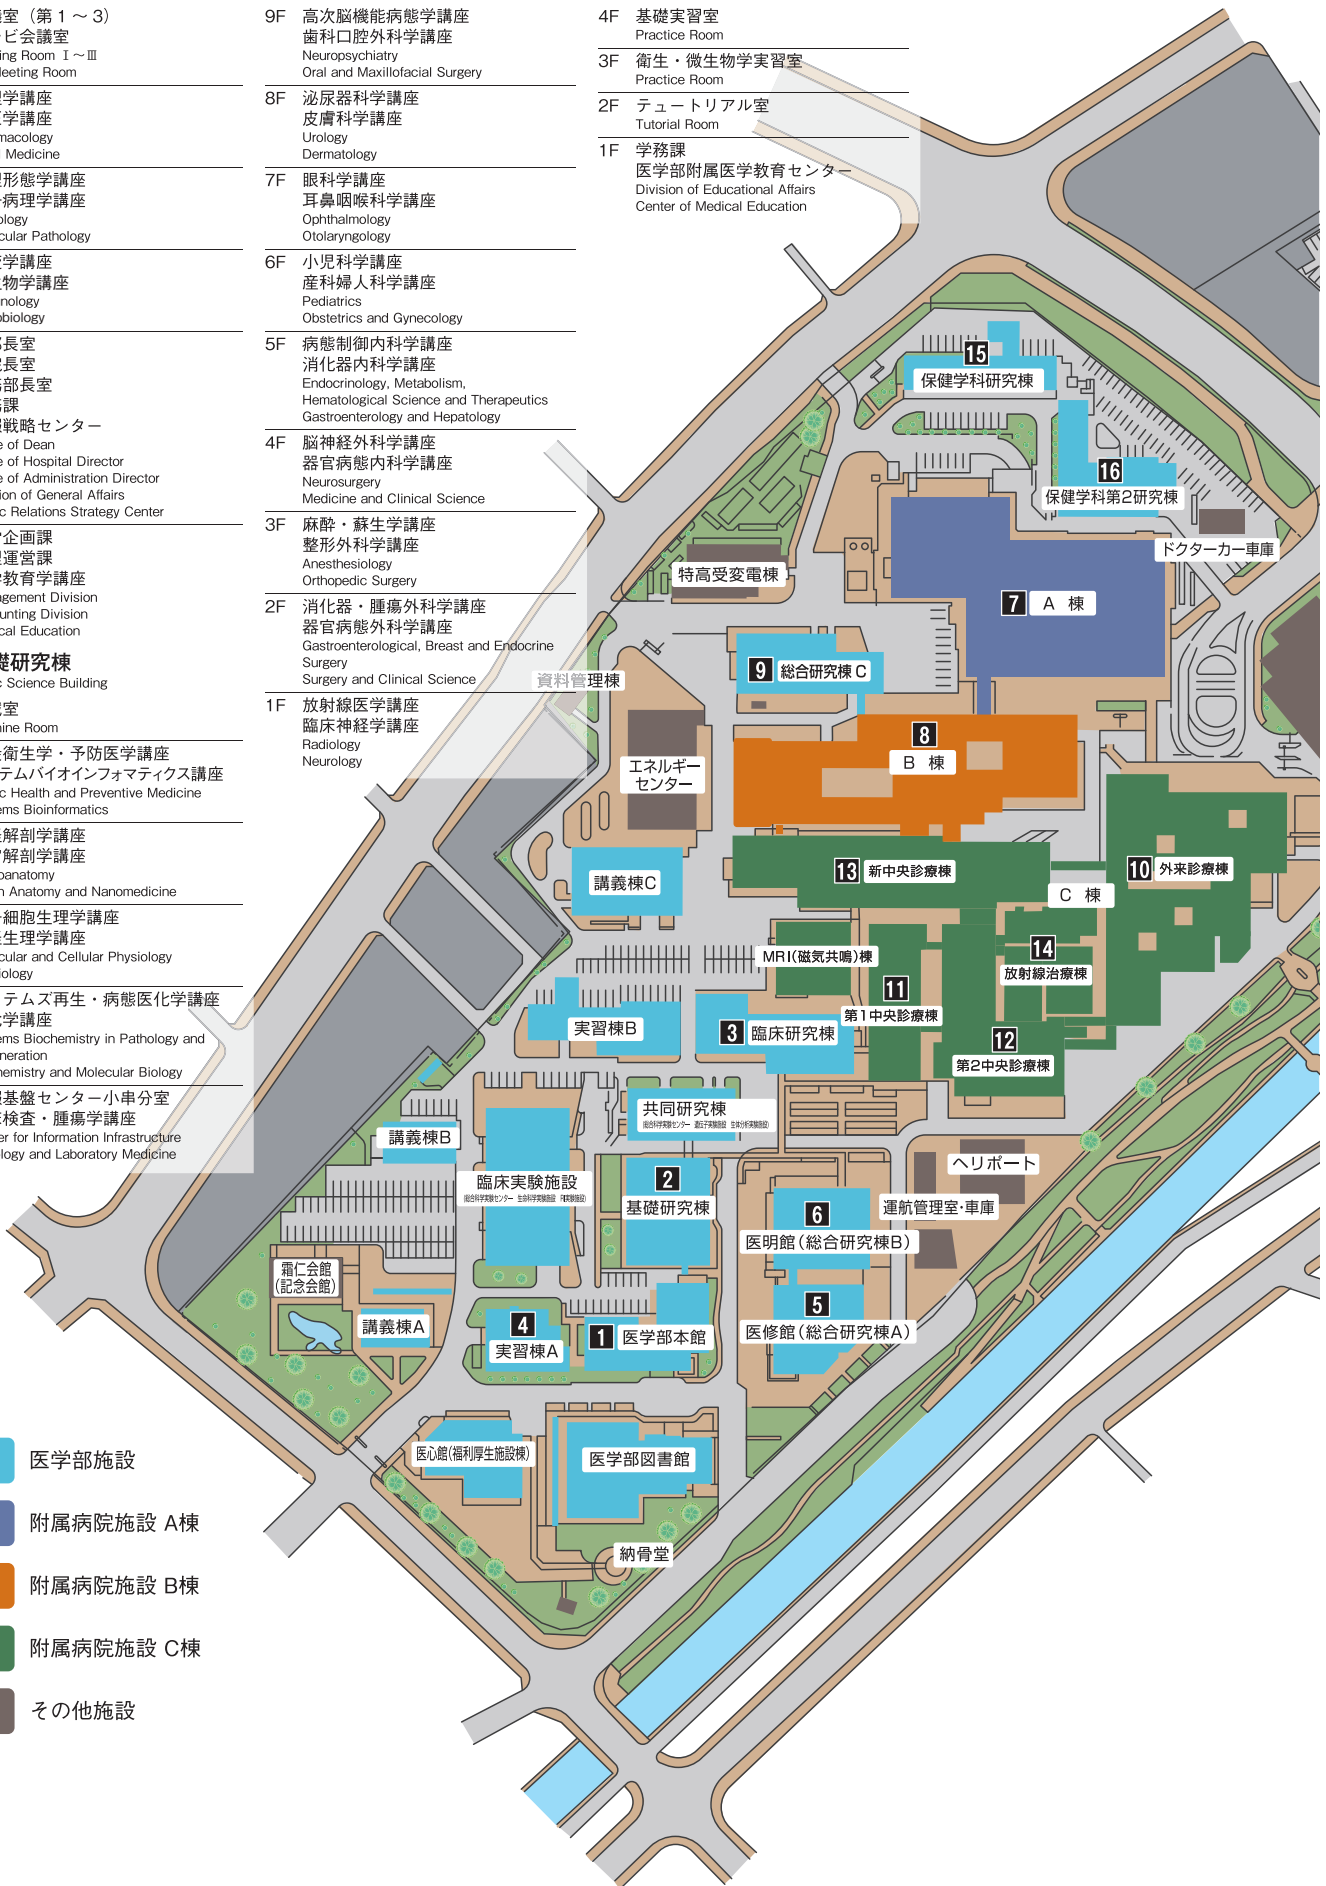 室（第１～３）
ビ会議室
ing Room Ⅰ～Ⅲ
Meeting Room
学講座
学講座
macology
Medicine
形態学講座
病理学講座
ology
cular Pathology
学講座
物学講座
nology
obiology
長室
長室
部長室
課
戦略センター
e of Dean
e of Hospital Director
e of Administration Director
ion of General Affairs
c Relations Strategy Center
企画課
運営課
教育学講座
agement Division
unting Division
cal Education
礎研究棟
c Science Building
室
ine Room
衛生学・予防医学講座
テムバイオインフォマティクス講座
c Health and Preventive Medicine
ems Bioinformatics
解剖学講座
解剖学講座
oanatomy
n Anatomy and Nanomedicine
細胞生理学講座
生理学講座
cular and Cellular Physiology
iology
テムズ再生・病態医化学講座
学講座
ems Biochemistry in Pathology and
neration
hemistry and Molecular Biology
基盤センター小串分室
検査・腫瘍学講座
er for Information Infrastructure
ology and Laboratory Medicine
9F 高次脳機能病態学講座
歯科口腔外科学講座
Neuropsychiatry
Oral and Maxillofacial Surgery
8F 泌尿器科学講座
皮膚科学講座
Urology
Dermatology
7F 眼科学講座
耳鼻咽喉科学講座
Ophthalmology
Otolaryngology
6F 小児科学講座
産科婦人科学講座
Pediatrics
Obstetrics and Gynecology
5F 病態制御内科学講座
消化器内科学講座
Endocrinology, Metabolism,
Hematological Science and Therapeutics
Gastroenterology and Hepatology
4F 脳神経外科学講座
器官病態内科学講座
Neurosurgery
Medicine and Clinical Science
3F 麻酔・蘇生学講座
整形外科学講座
Anesthesiology
Orthopedic Surgery
2F 消化器・腫瘍外科学講座
器官病態外科学講座
Gastroenterological, Breast and Endocrine
Surgery
Surgery and Clinical Science
1F 放射線医学講座
臨床神経学講座
Radiology
Neurology
4F 基礎実習室
Practice Room
3F 衛生・微生物学実習室
Practice Room
2F テュートリアル室
Tutorial Room
1F 学務課
医学部附属医学教育センター
Division of Educational Affairs
Center of Medical Education
15
保健学科研究棟
16
保健学科第2研究棟
ドクターカー車庫
特高受変電棟
7 A 棟
9 総合研究棟 C
資料管理棟
8
B 棟
エネルギー
センター
13 新中央診療棟
10 外来診療棟
C 棟
講義棟C
14
放射線治療棟
MRI(磁気共鳴)棟
11
第1中央診療棟
実習棟B
3 臨床研究棟
12
第2中央診療棟
共同研究棟
(総合科学実験センター 遺伝子実験施設 生体分析実験施設)
講義棟B
ヘリポート
臨床実験施設
2
基礎研究棟
運航管理室・車庫
6
医明館（総合研究棟B）
霜仁会館
(記念会館)
5
医修館（総合研究棟A）
講義棟A
4
実習棟A
1 医学部本館
医心館(福利厚生施設棟)
医学部図書館
納骨堂
医学部施設
附属病院施設 A棟
附属病院施設 B棟
附属病院施設 C棟
その他施設